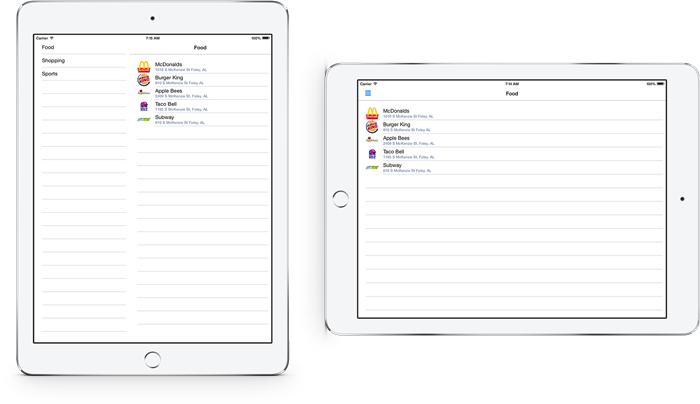 Carrier 7:15 AM 100%
Food
Food
Shopping
Sports
McDonalds
1010 S McKenzie St Foley, AL
Burger King
910 S McKenzie St Foley, AL
Apple Bees
2409 S McKenzie St Foley, AL
Taco Bell
1165 S McKenzie St Foley, AL
Subway
610 S McKenzie St Foley, AL
Carrier 7:14 AM 100%
Food
McDonalds
1010 S McKenzie St Foley, AL
Burger King
910 S McKenzie St Foley, AL
Apple Bees
2409 S McKenzie St Foley, AL
Taco Bell
1165 S McKenzie St Foley, AL
Subway
610 S McKenzie St Foley, AL